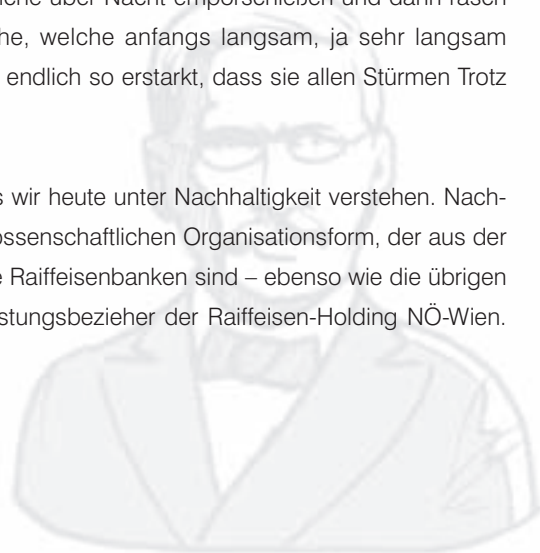 über Nacht emporschießen und dann rasch
he, welche anfangs langsam, ja sehr langsam
endlich so erstarkt, dass sie allen Stürmen Trotz
s wir heute unter Nachhaltigkeit verstehen. Nach-
ossenschaftlichen Organisationsform, der aus der
e Raiffeisenbanken sind – ebenso wie die übrigen
stungsbezieher der Raiffeisen-Holding NÖ-Wien.